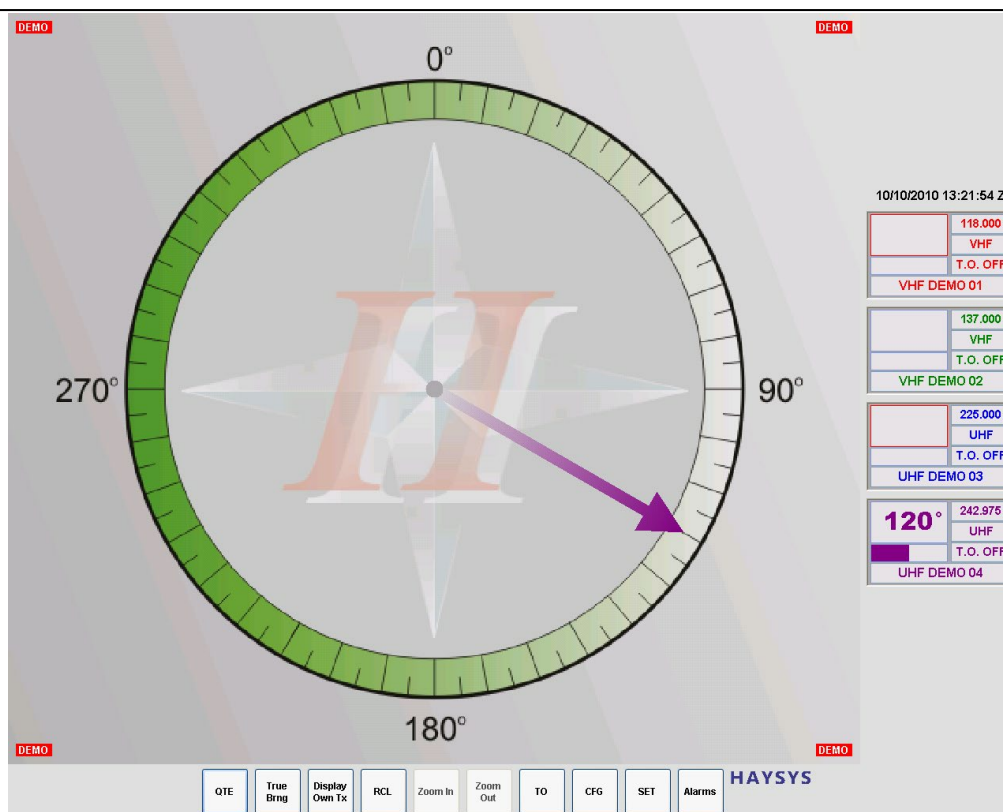 DEMO
DEMO
0°
270°
90°
180°
10/10/2010 13:21:54 Z
118.000
VHF
T.O. OFF
VHF DEMO 01
137.000
VHF
T.O. OFF
VHF DEMO 02
225.000
UHF
T.O. OFF
UHF DEMO 03
120°
242.975
UHF
T.O. OFF
UHF DEMO 04
H
DEMO
DEMO
QTE
True Brng
Display Own Tx
RCL
Zoom In
Zoom Out
TO
CFG
SET
Alarms
HAYSYS